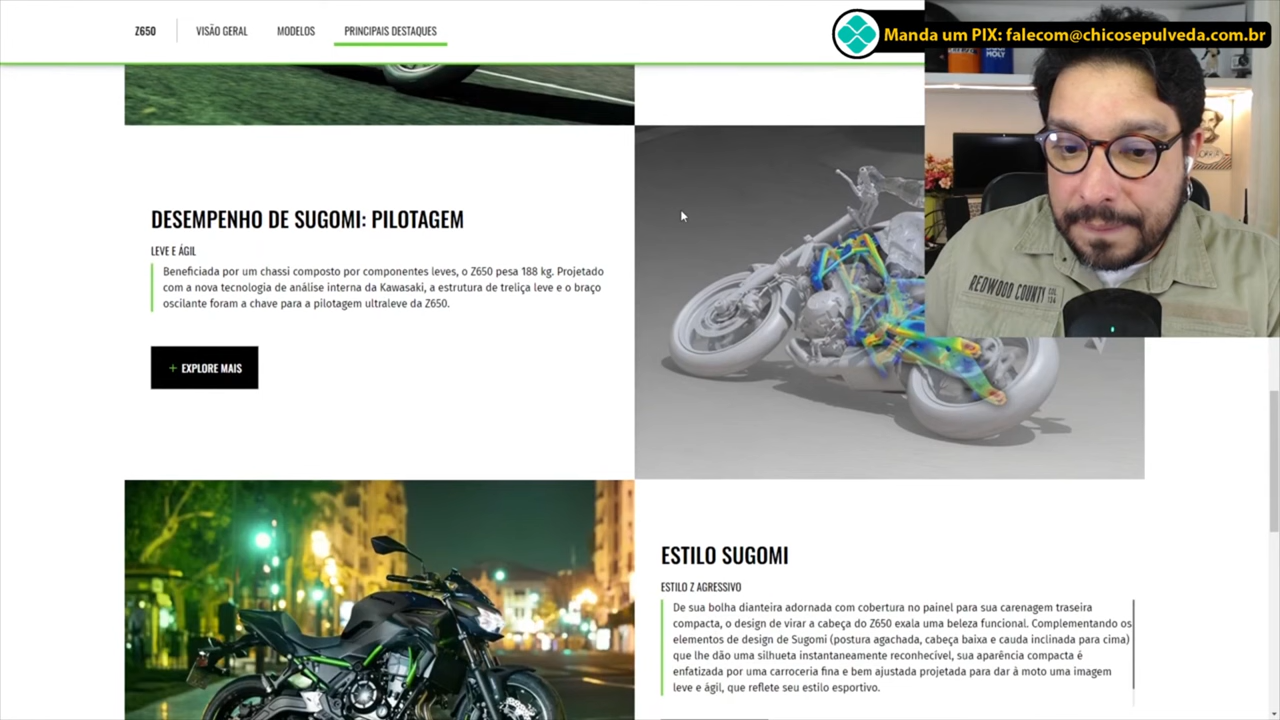 Z650
VISÃO GERAL
MODELOS
PRINCIPAIS DESTAQUES
Manda um PIX: falecom@chicosepulveda.com.br
MOLY
DESEMPENHO DE SUGOMI: PILOTAGEM
LEVE E ÁGIL
Beneficiada por um chassi composto por componentes leves, o Z650 pesa 188 kg. Projetado
com a nova tecnologia de análise interna da Kawasaki, a estrutura de treliça leve e o braço
oscilante foram a chave para a pilotagem ultraleve da Z650.
+ EXPLORE MAIS
REDWOOD COUNTY
ESTILO SUGOMI
ESTILO Z AGRESSIVO
De sua bolha dianteira adornada com cobertura no painel para sua carenagem traseira
compacta, o design de virar a cabeça do Z650 exala uma beleza funcional. Complementando os
elementos de design de Sugomi (postura agachada, cabeça baixa e cauda inclinada para cima)
que lhe dão uma silhueta instantaneamente reconhecível, sua aparência compacta é
enfatizada por uma carroceria fina e bem ajustada projetada para dar à moto uma imagem
leve e ágil, que reflete seu estilo esportivo.